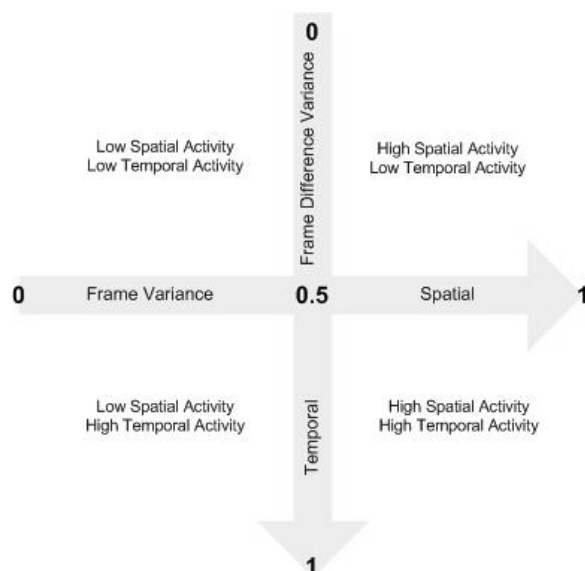 0
Frame Difference Variance
Low Spatial Activity
Low Temporal Activity
High Spatial Activity
Low Temporal Activity
0
Frame Variance
0.5
Spatial
1
Low Spatial Activity
High Temporal Activity
Temporal
High Spatial Activity
High Temporal Activity
1